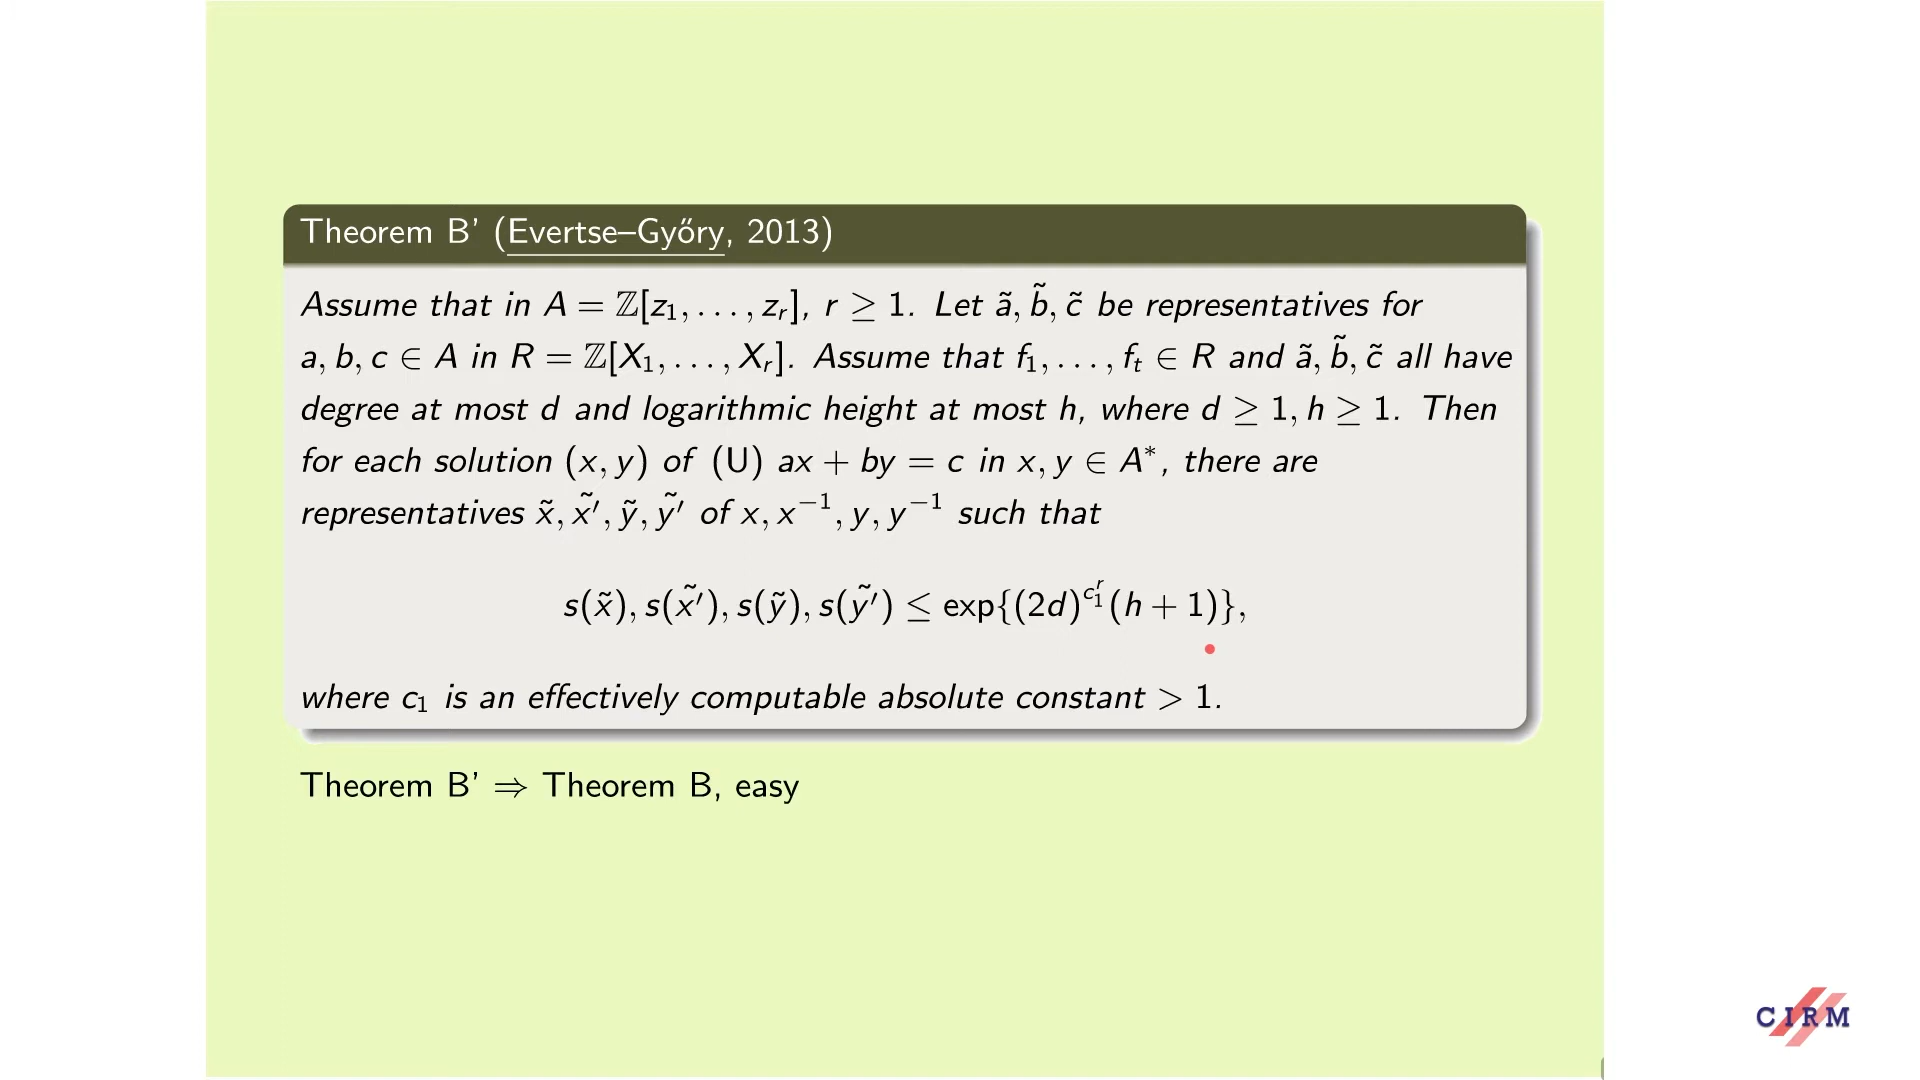 Theorem B' (Evertse–Győry, 2013)
Assume that in A = ℤ[z₁, . . . , zᵣ], r ≥ 1. Let ã, b̃, c̃ be representatives for
a, b, c ∈ A in R = ℤ[X₁, . . . , Xᵣ]. Assume that f₁, . . . , fₜ ∈ R and ã, b̃, c̃ all have
degree at most d and logarithmic height at most h, where d ≥ 1, h ≥ 1. Then
for each solution (x, y) of (U) ax + by = c in x, y ∈ A*, there are
representatives x̃, x̃′, ỹ, ỹ′ of x, x⁻¹, y, y⁻¹ such that
s(x̃), s(x̃′), s(ỹ), s(ỹ′) ≤ exp{(2d)^{c₁^r}(h + 1)},
where c₁ is an effectively computable absolute constant > 1.
Theorem B' ⇒ Theorem B, easy
CIRM